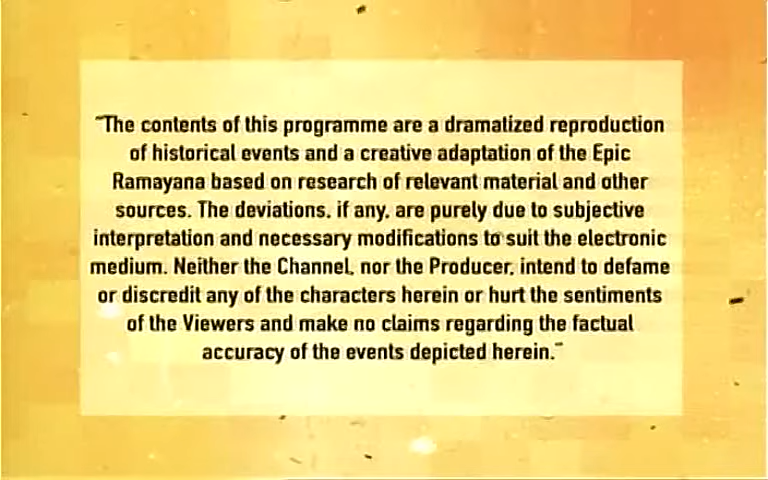 "The contents of this programme are a dramatized reproduction
of historical events and a creative adaptation of the Epic
Ramayana based on research of relevant material and other
sources. The deviations, if any, are purely due to subjective
interpretation and necessary modifications to suit the electronic
medium. Neither the Channel, nor the Producer, intend to defame
or discredit any of the characters herein or hurt the sentiments
of the Viewers and make no claims regarding the factual
accuracy of the events depicted herein."